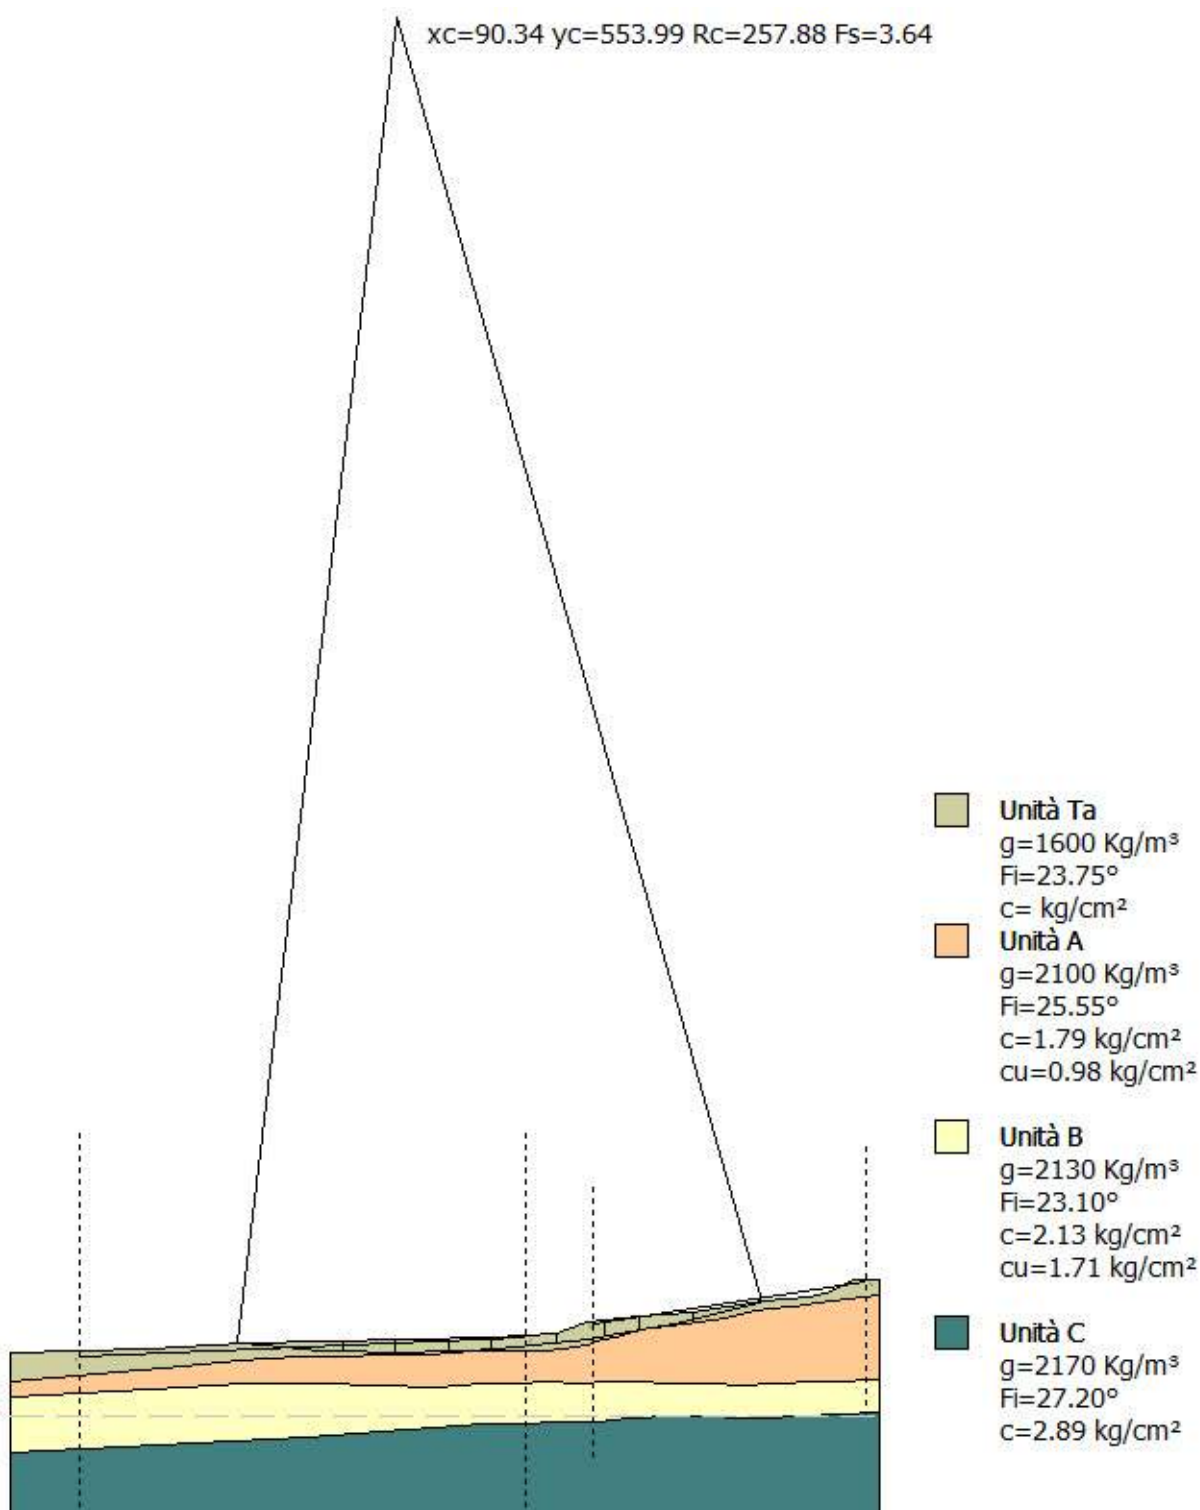 xc=90.34 yc=553.99 Rc=257.88 Fs=3.64
Unità Ta
g=1600 Kg/m³
Fi=23.75°
c= kg/cm²
Unità A
g=2100 Kg/m³
Fi=25.55°
c=1.79 kg/cm²
cu=0.98 kg/cm²
Unità B
g=2130 Kg/m³
Fi=23.10°
c=2.13 kg/cm²
cu=1.71 kg/cm²
Unità C
g=2170 Kg/m³
Fi=27.20°
c=2.89 kg/cm²